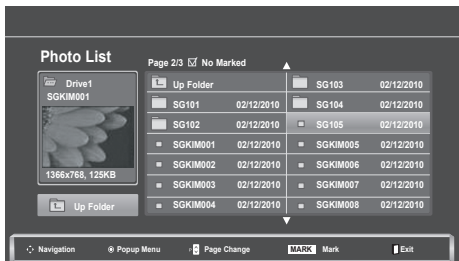 Photo List
Page 2/3 No Marked
Drive1
SGKIM001
1366x768, 125KB
Up Folder
Up Folder
SG101 02/12/2010
SG102 02/12/2010
SGKIM001 02/12/2010
SGKIM002 02/12/2010
SGKIM003 02/12/2010
SGKIM004 02/12/2010
SG103 02/12/2010
SG104 02/12/2010
SG105 02/12/2010
SGKIM005 02/12/2010
SGKIM006 02/12/2010
SGKIM007 02/12/2010
SGKIM008 02/12/2010
Navigation Popup Menu Page Change MARK Mark Exit